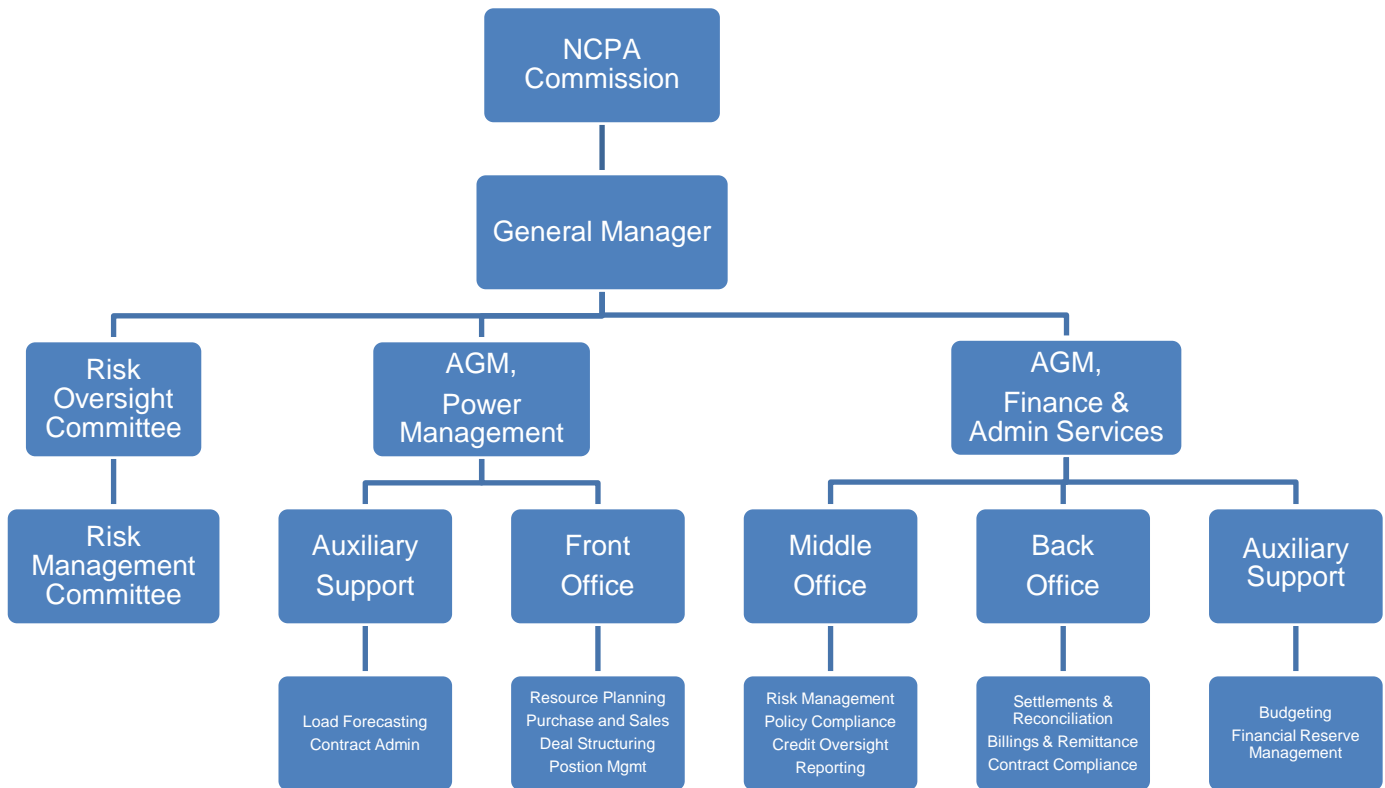 NCPA
Commission
General Manager
Risk
Oversight
Committee
AGM,
Power
Management
AGM,
Finance &
Admin Services
Risk
Management
Committee
Auxiliary
Support
Front
Office
Middle
Office
Back
Office
Auxiliary
Support
Load Forecasting
Contract Admin
Resource Planning
Purchase and Sales
Deal Structuring
Postion Mgmt
Risk Management
Policy Compliance
Credit Oversight
Reporting
Settlements &
Reconciliation
Billings & Remittance
Contract Compliance
Budgeting
Financial Reserve
Management